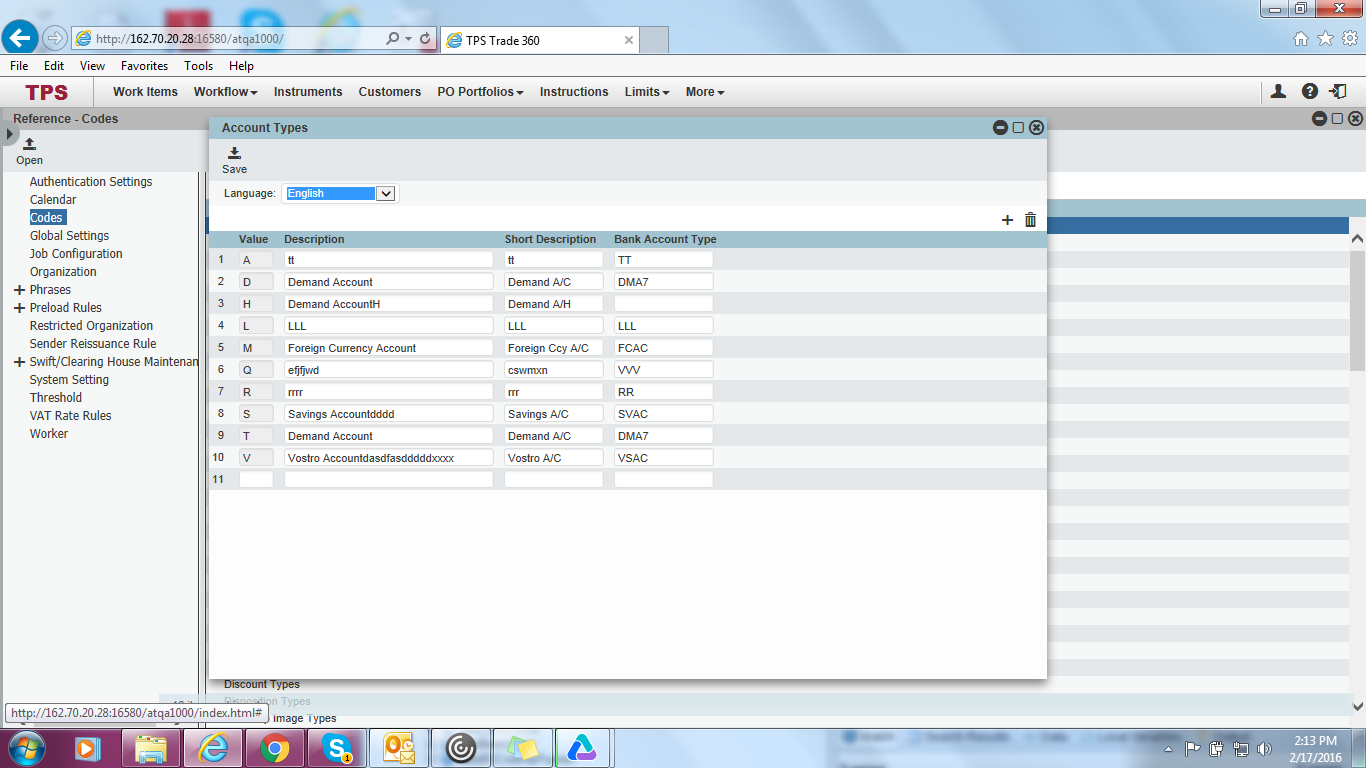 http://162.70.20.28:16580/atqa1000/
TPS Trade 360
File Edit View Favorites Tools Help
TPS Work Items Workflow Instruments Customers PO Portfolios Instructions Limits More
Reference - Codes
Account Types
Open
Save
Authentication Settings
Calendar
Codes
Global Settings
Job Configuration
Organization
Phrases
Preload Rules
Restricted Organization
Sender Reissuance Rule
Swift/Clearing House Maintenan
System Setting
Threshold
VAT Rate Rules
Worker
Language: English
Value Description Short Description Bank Account Type
1 A tt tt TT
2 D Demand Account Demand A/C DMA7
3 H Demand AccountH Demand A/H
4 L LLL LLL LLL
5 M Foreign Currency Account Foreign Ccy A/C FCAC
6 Q efjfjwd cswmxn VVV
7 R rrrr rrr RR
8 S Savings Accountdddd Savings A/C SVAC
9 T Demand Account Demand A/C DMA7
10 V Vostro Accountdasdfasdddddxxxx Vostro A/C VSAC
11
Discount Types
Disposition Types
Image Types
http://162.70.20.28:16580/atqa1000/index.html#
1
2:13 PM
2/17/2016